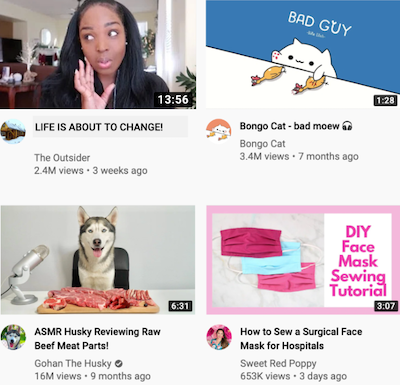 BAD GUY
13:56
1:28
LIFE IS ABOUT TO CHANGE!
The Outsider
2.4M views • 3 weeks ago
Bongo Cat - bad moew 🎧
Bongo Cat
3.4M views • 7 months ago
6:31
DIY
Face
Mask
Sewing
Tutorial
3:07
ASMR Husky Reviewing Raw
Beef Meat Parts!
Gohan The Husky
16M views • 9 months ago
How to Sew a Surgical Face
Mask for Hospitals
Sweet Red Poppy
653K views • 3 days ago